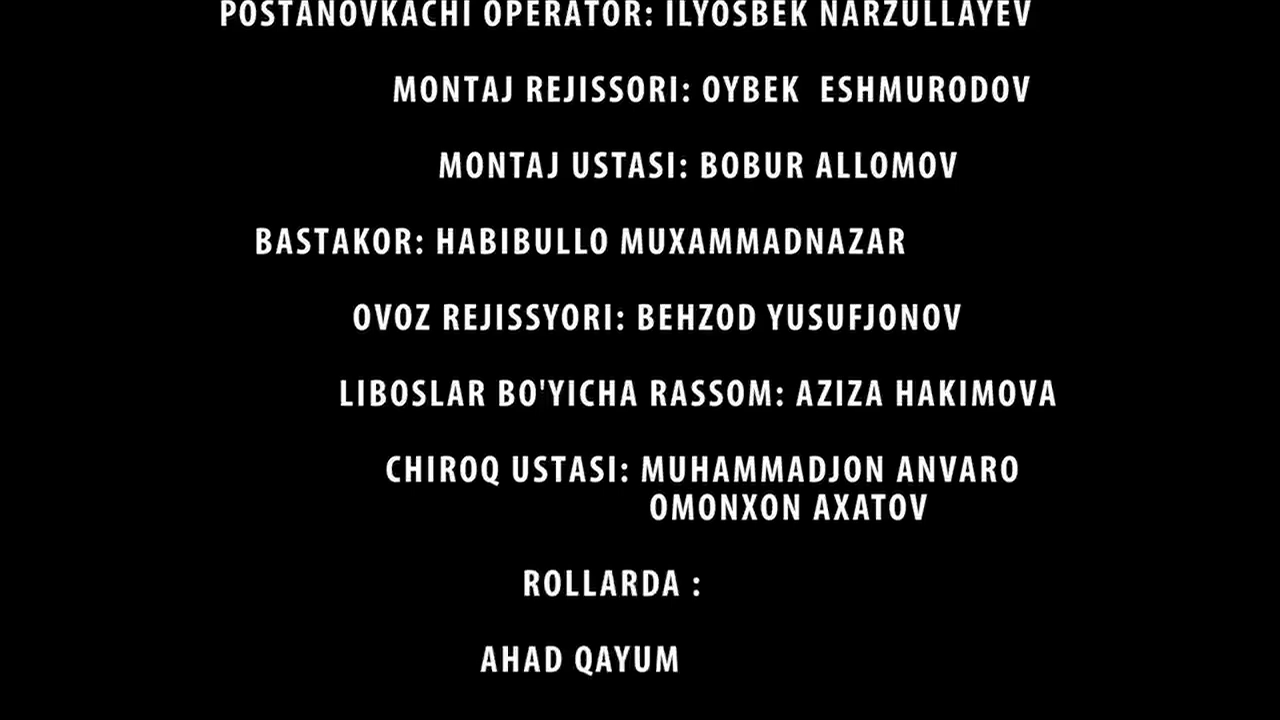 POSTANOVKACHI OPERATOR: ILYOSBEK NARZULLAYEV
MONTAJ REJISSORI: OYBEK ESHMURODOV
MONTAJ USTASI: BOBUR ALLOMOV
BASTAKOR: HABIBULLO MUXAMMADNAZAR
OVOZ REJISSYORI: BEHZOD YUSUFJONOV
LIBOSLAR BO'YICHA RASSOM: AZIZA HAKIMOVA
CHIROQ USTASI: MUHAMMADJON ANVARO
OMONXON AXATOV
ROLLARDA :
AHAD QAYUM